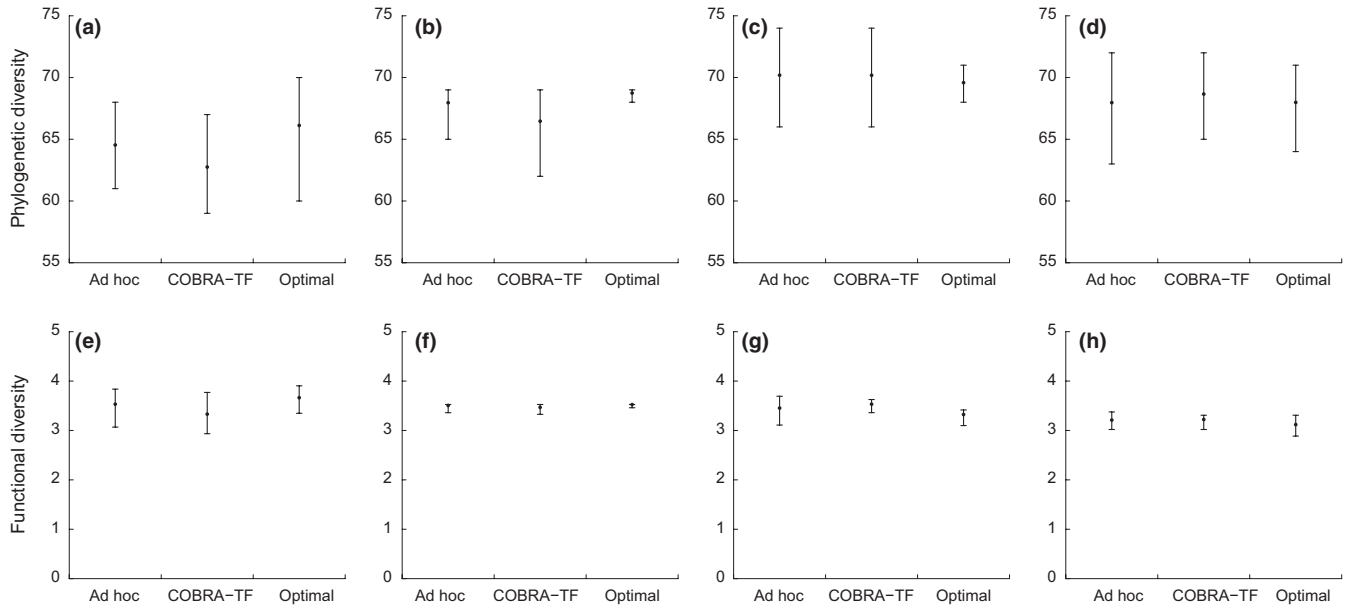 (a)
Phylogenetic diversity
75
70
65
60
55
Ad hoc COBRA−TF Optimal
(b)
75
70
65
60
55
Ad hoc COBRA−TF Optimal
(c)
75
70
65
60
55
Ad hoc COBRA−TF Optimal
(d)
75
70
65
60
55
Ad hoc COBRA−TF Optimal
(e)
Functional diversity
5
4
3
2
1
0
Ad hoc COBRA−TF Optimal
(f)
5
4
3
2
1
0
Ad hoc COBRA−TF Optimal
(g)
5
4
3
2
1
0
Ad hoc COBRA−TF Optimal
(h)
5
4
3
2
1
0
Ad hoc COBRA−TF Optimal